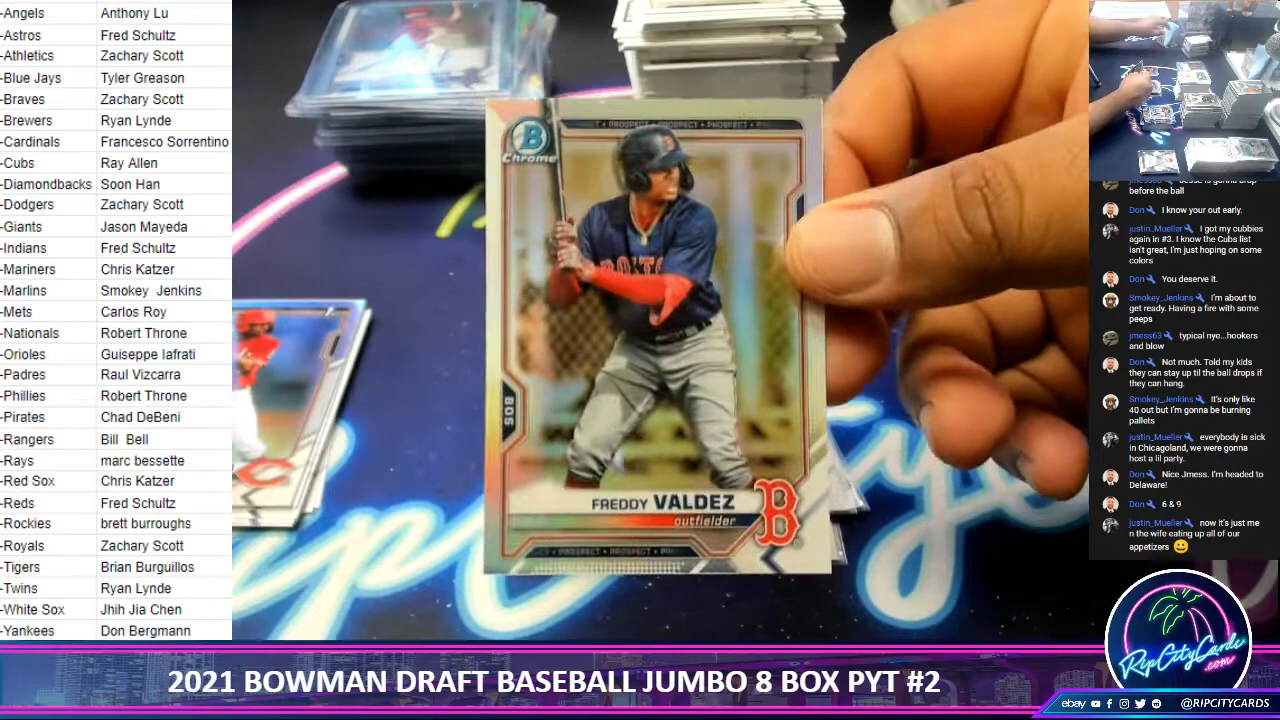 -Angels Anthony Lu
-Astros Fred Schultz
-Athletics Zachary Scott
-Blue Jays Tyler Greason
-Braves Zachary Scott
-Brewers Ryan Lynde
-Cardinals Francesco Sorrentino
-Cubs Ray Allen
-Diamondbacks Soon Han
-Dodgers Zachary Scott
-Giants Jason Mayeda
-Indians Fred Schultz
-Mariners Chris Katzer
-Marlins Smokey Jenkins
-Mets Carlos Roy
-Nationals Robert Throne
-Orioles Guiseppe Iafrati
-Padres Raul Vizcarra
-Phillies Robert Throne
-Pirates Chad DeBeni
-Rangers Bill Bell
-Rays marc bessette
-Red Sox Chris Katzer
-Reds Fred Schultz
-Rockies brett burroughs
-Royals Zachary Scott
-Tigers Brian Burguillos
-Twins Ryan Lynde
-White Sox Jhih Jia Chen
-Yankees Don Bergmann
PROSPECT • PROSPECT
B
Chrome
BOS
FREDDY VALDEZ
outfielder
B
PROSPECT • PROSPECT
before the ball
Don I know your out early.
justin_Mueller I got my cubbies
again in #3. I know the Cubs list
isn't great, I'm just hoping on some
colors
Don You deserve it.
Smokey_Jenkins I'm about to
get ready. Having a fire with some
peeps
jmess63 typical nye...hookers
and blow
Don Not much. Told my kids
they can stay up til the ball drops if
they can hang.
Smokey_Jenkins It's only like
40 out but I'm gonna be burning
pallets
justin_Mueller everybody is sick
in Chicagoland, we were gonna
host a lil party.
Don Nice Jmess. I'm headed to
Delaware!
Don 6 & 9
justin_Mueller now it's just me
n the wife eating up all of our
appetizers 😀
RipCityCards
.com
2021 BOWMAN DRAFT BASEBALL JUMBO 8 BOX PYT #2
ebay @RIPCITYCARDS